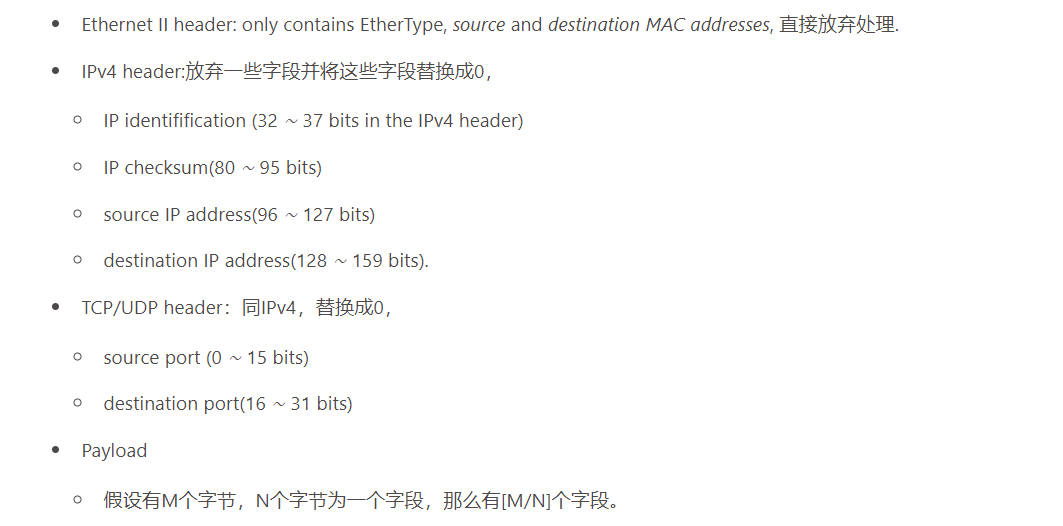 Ethernet II header: only contains EtherType, source and destination MAC addresses, 直接放弃处理.
IPv4 header:放弃一些字段并将这些字段替换成0，
IP identifification (32 ～ 37 bits in the IPv4 header)
IP checksum(80 ～ 95 bits)
source IP address(96 ～ 127 bits)
destination IP address(128 ～ 159 bits).
TCP/UDP header：同IPv4，替换成0，
source port (0 ～ 15 bits)
destination port(16 ～ 31 bits)
Payload
假设有M个字节，N个字节为一个字段，那么有[M/N]个字段。